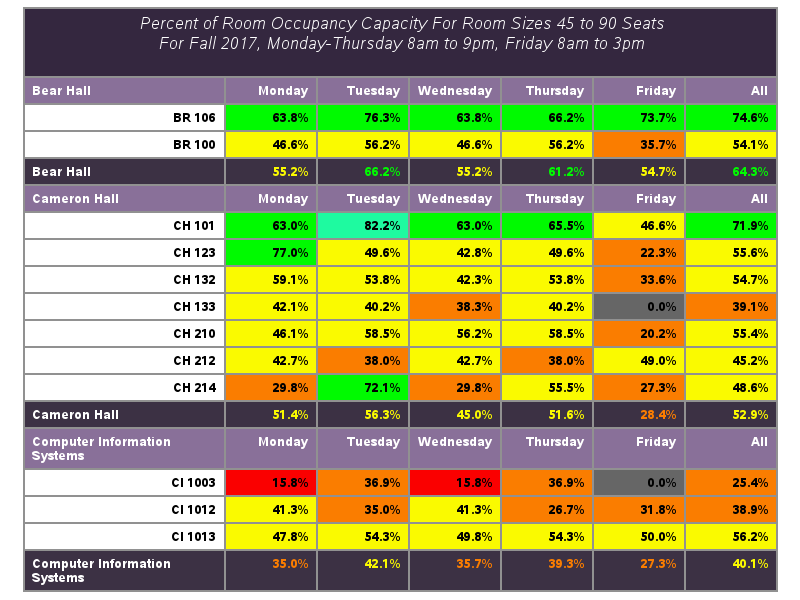 Percent of Room Occupancy Capacity For Room Sizes 45 to 90 Seats
For Fall 2017, Monday-Thursday 8am to 9pm, Friday 8am to 3pm
Bear Hall Monday Tuesday Wednesday Thursday Friday All
BR 106 63.8% 76.3% 63.8% 66.2% 73.7% 74.6%
BR 100 46.6% 56.2% 46.6% 56.2% 35.7% 54.1%
Bear Hall 55.2% 66.2% 55.2% 61.2% 54.7% 64.3%
Cameron Hall Monday Tuesday Wednesday Thursday Friday All
CH 101 63.0% 82.2% 63.0% 65.5% 46.6% 71.9%
CH 123 77.0% 49.6% 42.8% 49.6% 22.3% 55.6%
CH 132 59.1% 53.8% 42.3% 53.8% 33.6% 54.7%
CH 133 42.1% 40.2% 38.3% 40.2% 0.0% 39.1%
CH 210 46.1% 58.5% 56.2% 58.5% 20.2% 55.4%
CH 212 42.7% 38.0% 42.7% 38.0% 49.0% 45.2%
CH 214 29.8% 72.1% 29.8% 55.5% 27.3% 48.6%
Cameron Hall 51.4% 56.3% 45.0% 51.6% 28.4% 52.9%
Computer Information Monday Tuesday Wednesday Thursday Friday All
Systems
CI 1003 15.8% 36.9% 15.8% 36.9% 0.0% 25.4%
CI 1012 41.3% 35.0% 41.3% 26.7% 31.8% 38.9%
CI 1013 47.8% 54.3% 49.8% 54.3% 50.0% 56.2%
Computer Information 35.0% 42.1% 35.7% 39.3% 27.3% 40.1%
Systems